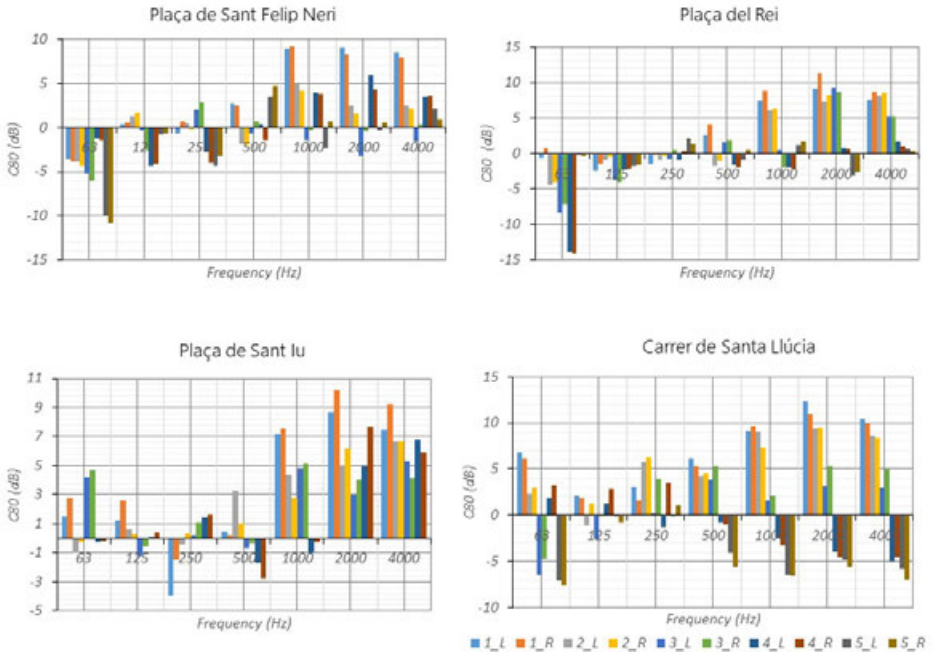 Plaça de Sant Felip Neri
10
5
0
-5
-10
-15
C80 (dB)
63 125 250 500 1000 2000 4000
Frequency (Hz)
Plaça del Rei
15
10
5
0
-5
-10
-15
C80 (dB)
63 125 250 500 1000 2000 4000
Frequency (Hz)
Plaça de Sant Iu
11
9
7
5
3
1
-1
-3
-5
C80 (dB)
63 125 250 500 1000 2000 4000
Frequency (Hz)
Carrer de Santa Llúcia
15
10
5
0
-5
-10
C80 (dB)
63 125 250 500 1000 2000 4000
Frequency (Hz)
1_L 1_R 2_L 2_R 3_L 3_R 4_L 4_R 5_L 5_R